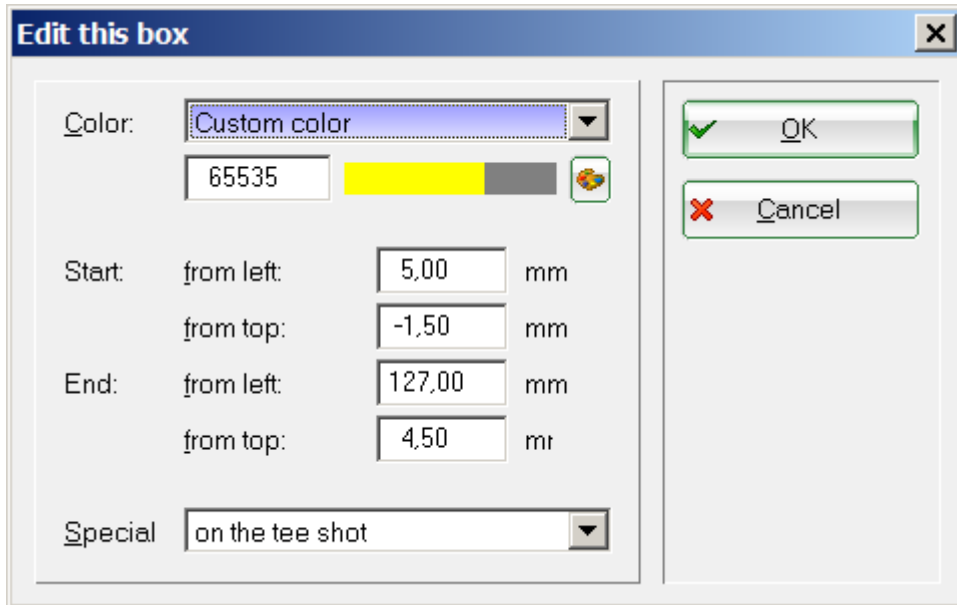 Edit this box
Color: Custom color
65535
OK
Cancel
Start: from left: 5,00 mm
from top: -1,50 mm
End: from left: 127,00 mm
from top: 4,50 mr
Special on the tee shot